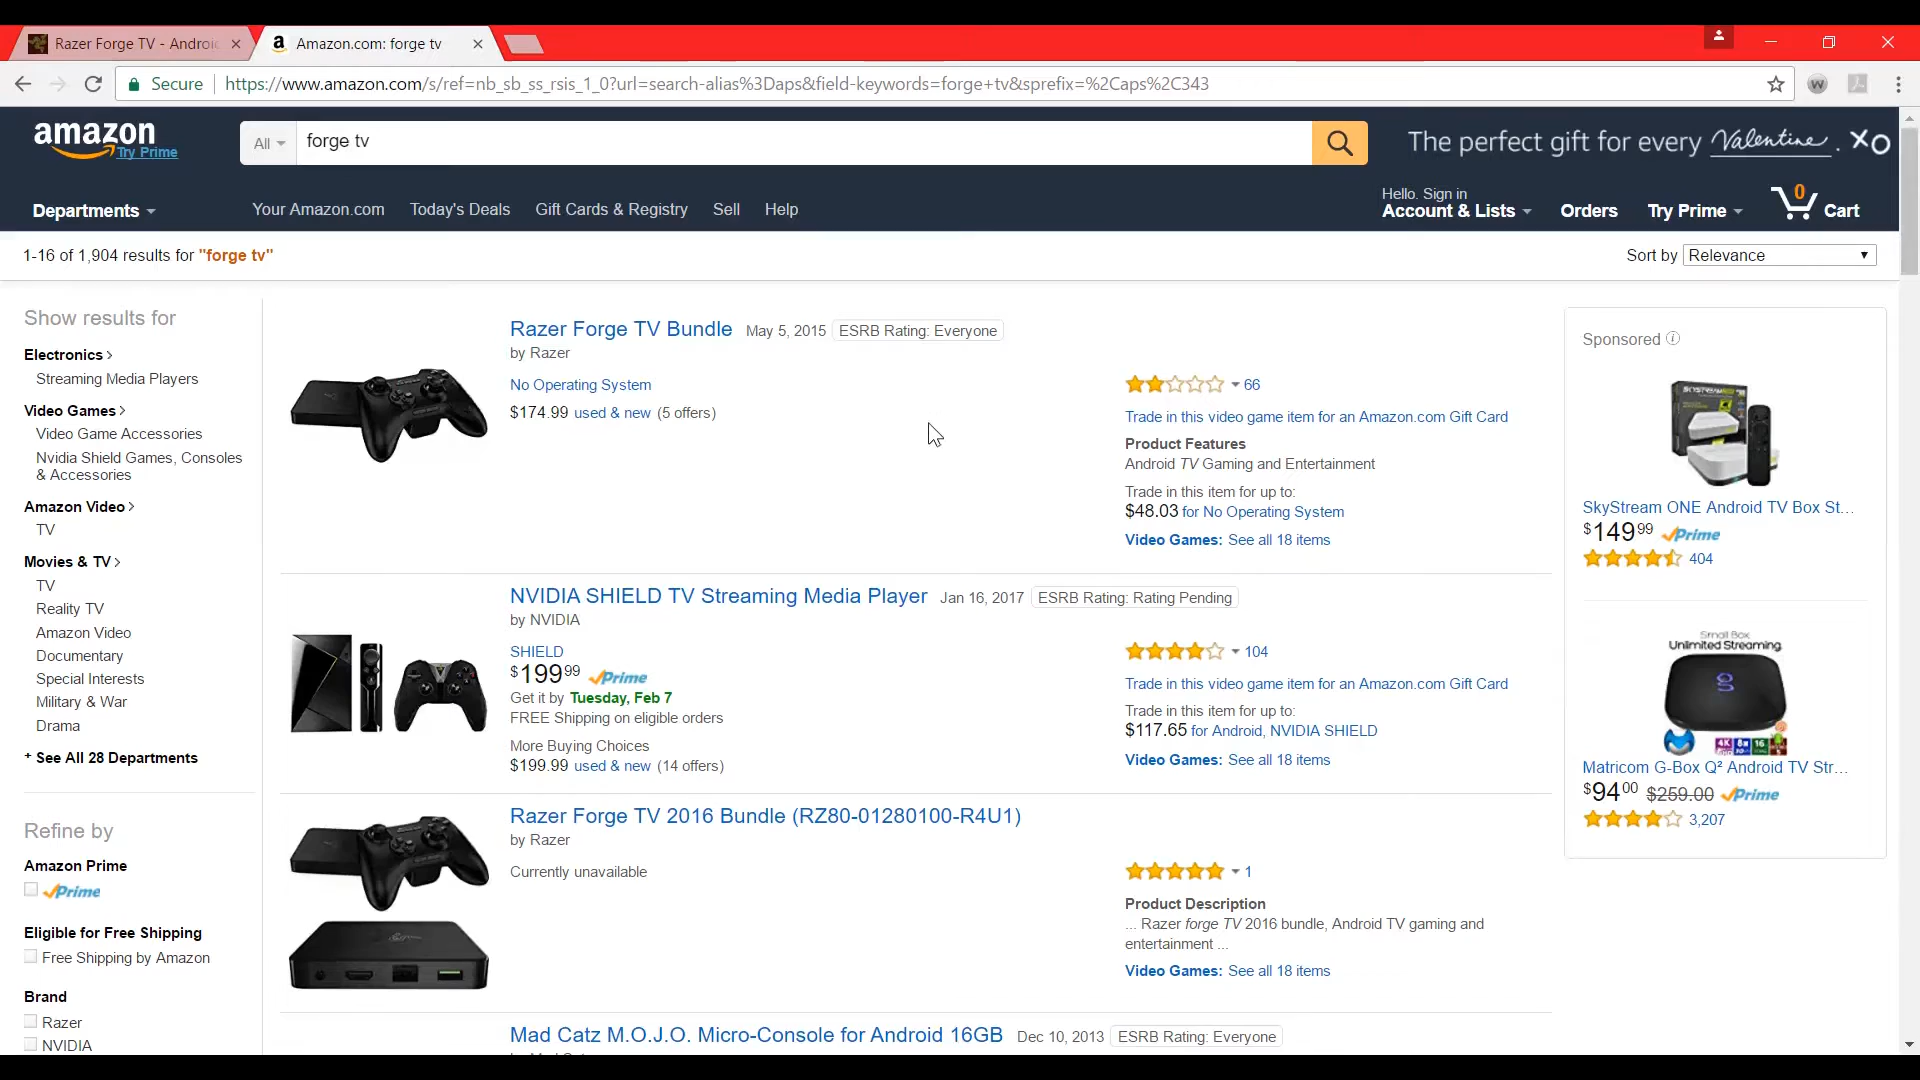 Razer Forge TV - Androi
Amazon.com: forge tv
Secure
https://www.amazon.com/s/ref=nb_sb_ss_rsis_1_0?url=search-alias%3Daps&field-keywords=forge+tv&sprefix=%2Caps%2C343
amazon
Try Prime
All
forge tv
The perfect gift for every Valentine. XO
Departments
Your Amazon.com
Today's Deals
Gift Cards & Registry
Sell
Help
Hello. Sign in
Account & Lists
Orders
Try Prime
0
Cart
1-16 of 1,904 results for "forge tv"
Sort by Relevance
Show results for
Electronics
Streaming Media Players
Video Games
Video Game Accessories
Nvidia Shield Games, Consoles
& Accessories
Amazon Video
TV
Movies & TV
TV
Reality TV
Amazon Video
Documentary
Special Interests
Military & War
Drama
+ See All 28 Departments
Refine by
Amazon Prime
Prime
Eligible for Free Shipping
Free Shipping by Amazon
Brand
Razer
NVIDIA
Razer Forge TV Bundle May 5, 2015 ESRB Rating: Everyone
by Razer
No Operating System
$174.99 used & new (5 offers)
66
Trade in this video game item for an Amazon.com Gift Card
Product Features
Android TV Gaming and Entertainment
Trade in this item for up to:
$48.03 for No Operating System
Video Games: See all 18 items
NVIDIA SHIELD TV Streaming Media Player Jan 16, 2017 ESRB Rating: Rating Pending
by NVIDIA
SHIELD
$199.99 Prime
Get it by Tuesday, Feb 7
FREE Shipping on eligible orders
More Buying Choices
$199.99 used & new (14 offers)
104
Trade in this video game item for an Amazon.com Gift Card
Trade in this item for up to:
$117.65 for Android, NVIDIA SHIELD
Video Games: See all 18 items
Razer Forge TV 2016 Bundle (RZ80-01280100-R4U1)
by Razer
Currently unavailable
1
Product Description
... Razer forge TV 2016 bundle, Android TV gaming and
entertainment ...
Video Games: See all 18 items
Mad Catz M.O.J.O. Micro-Console for Android 16GB Dec 10, 2013 ESRB Rating: Everyone
Sponsored
SKYSTREAM ONE
SkyStream ONE Android TV Box St...
$149.99 Prime
404
Small Box
Unlimited Streaming.
4K
16
Matricom G-Box Q² Android TV Str...
$94.00 $259.00 Prime
3,207